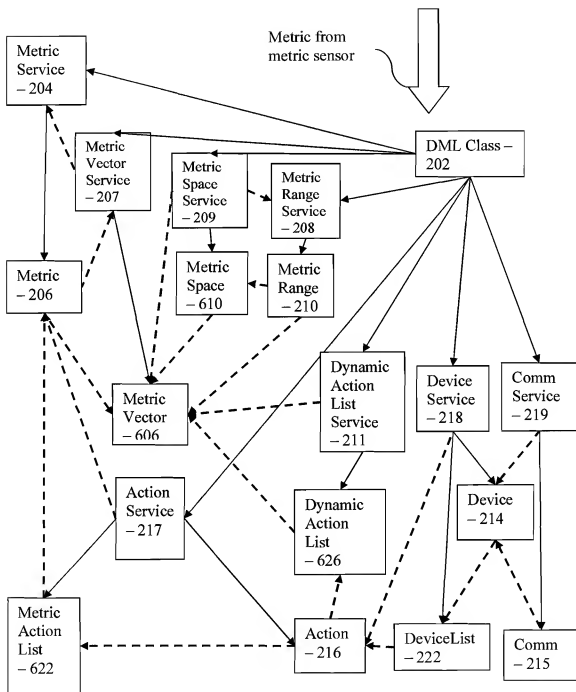 Metric from
metric sensor
Metric
Service
– 204
DML Class –
202
Metric
Vector
Service
– 207
Metric
Space
Service
– 209
Metric
Range
Service
– 208
Metric
– 206
Metric
Space
– 610
Metric
Range
– 210
Metric
Vector
– 606
Dynamic
Action
List
Service
– 211
Device
Service
– 218
Comm
Service
– 219
Action
Service
– 217
Dynamic
Action
List
– 626
Device
– 214
Metric
Action
List
– 622
Action
– 216
DeviceList
– 222
Comm
– 215